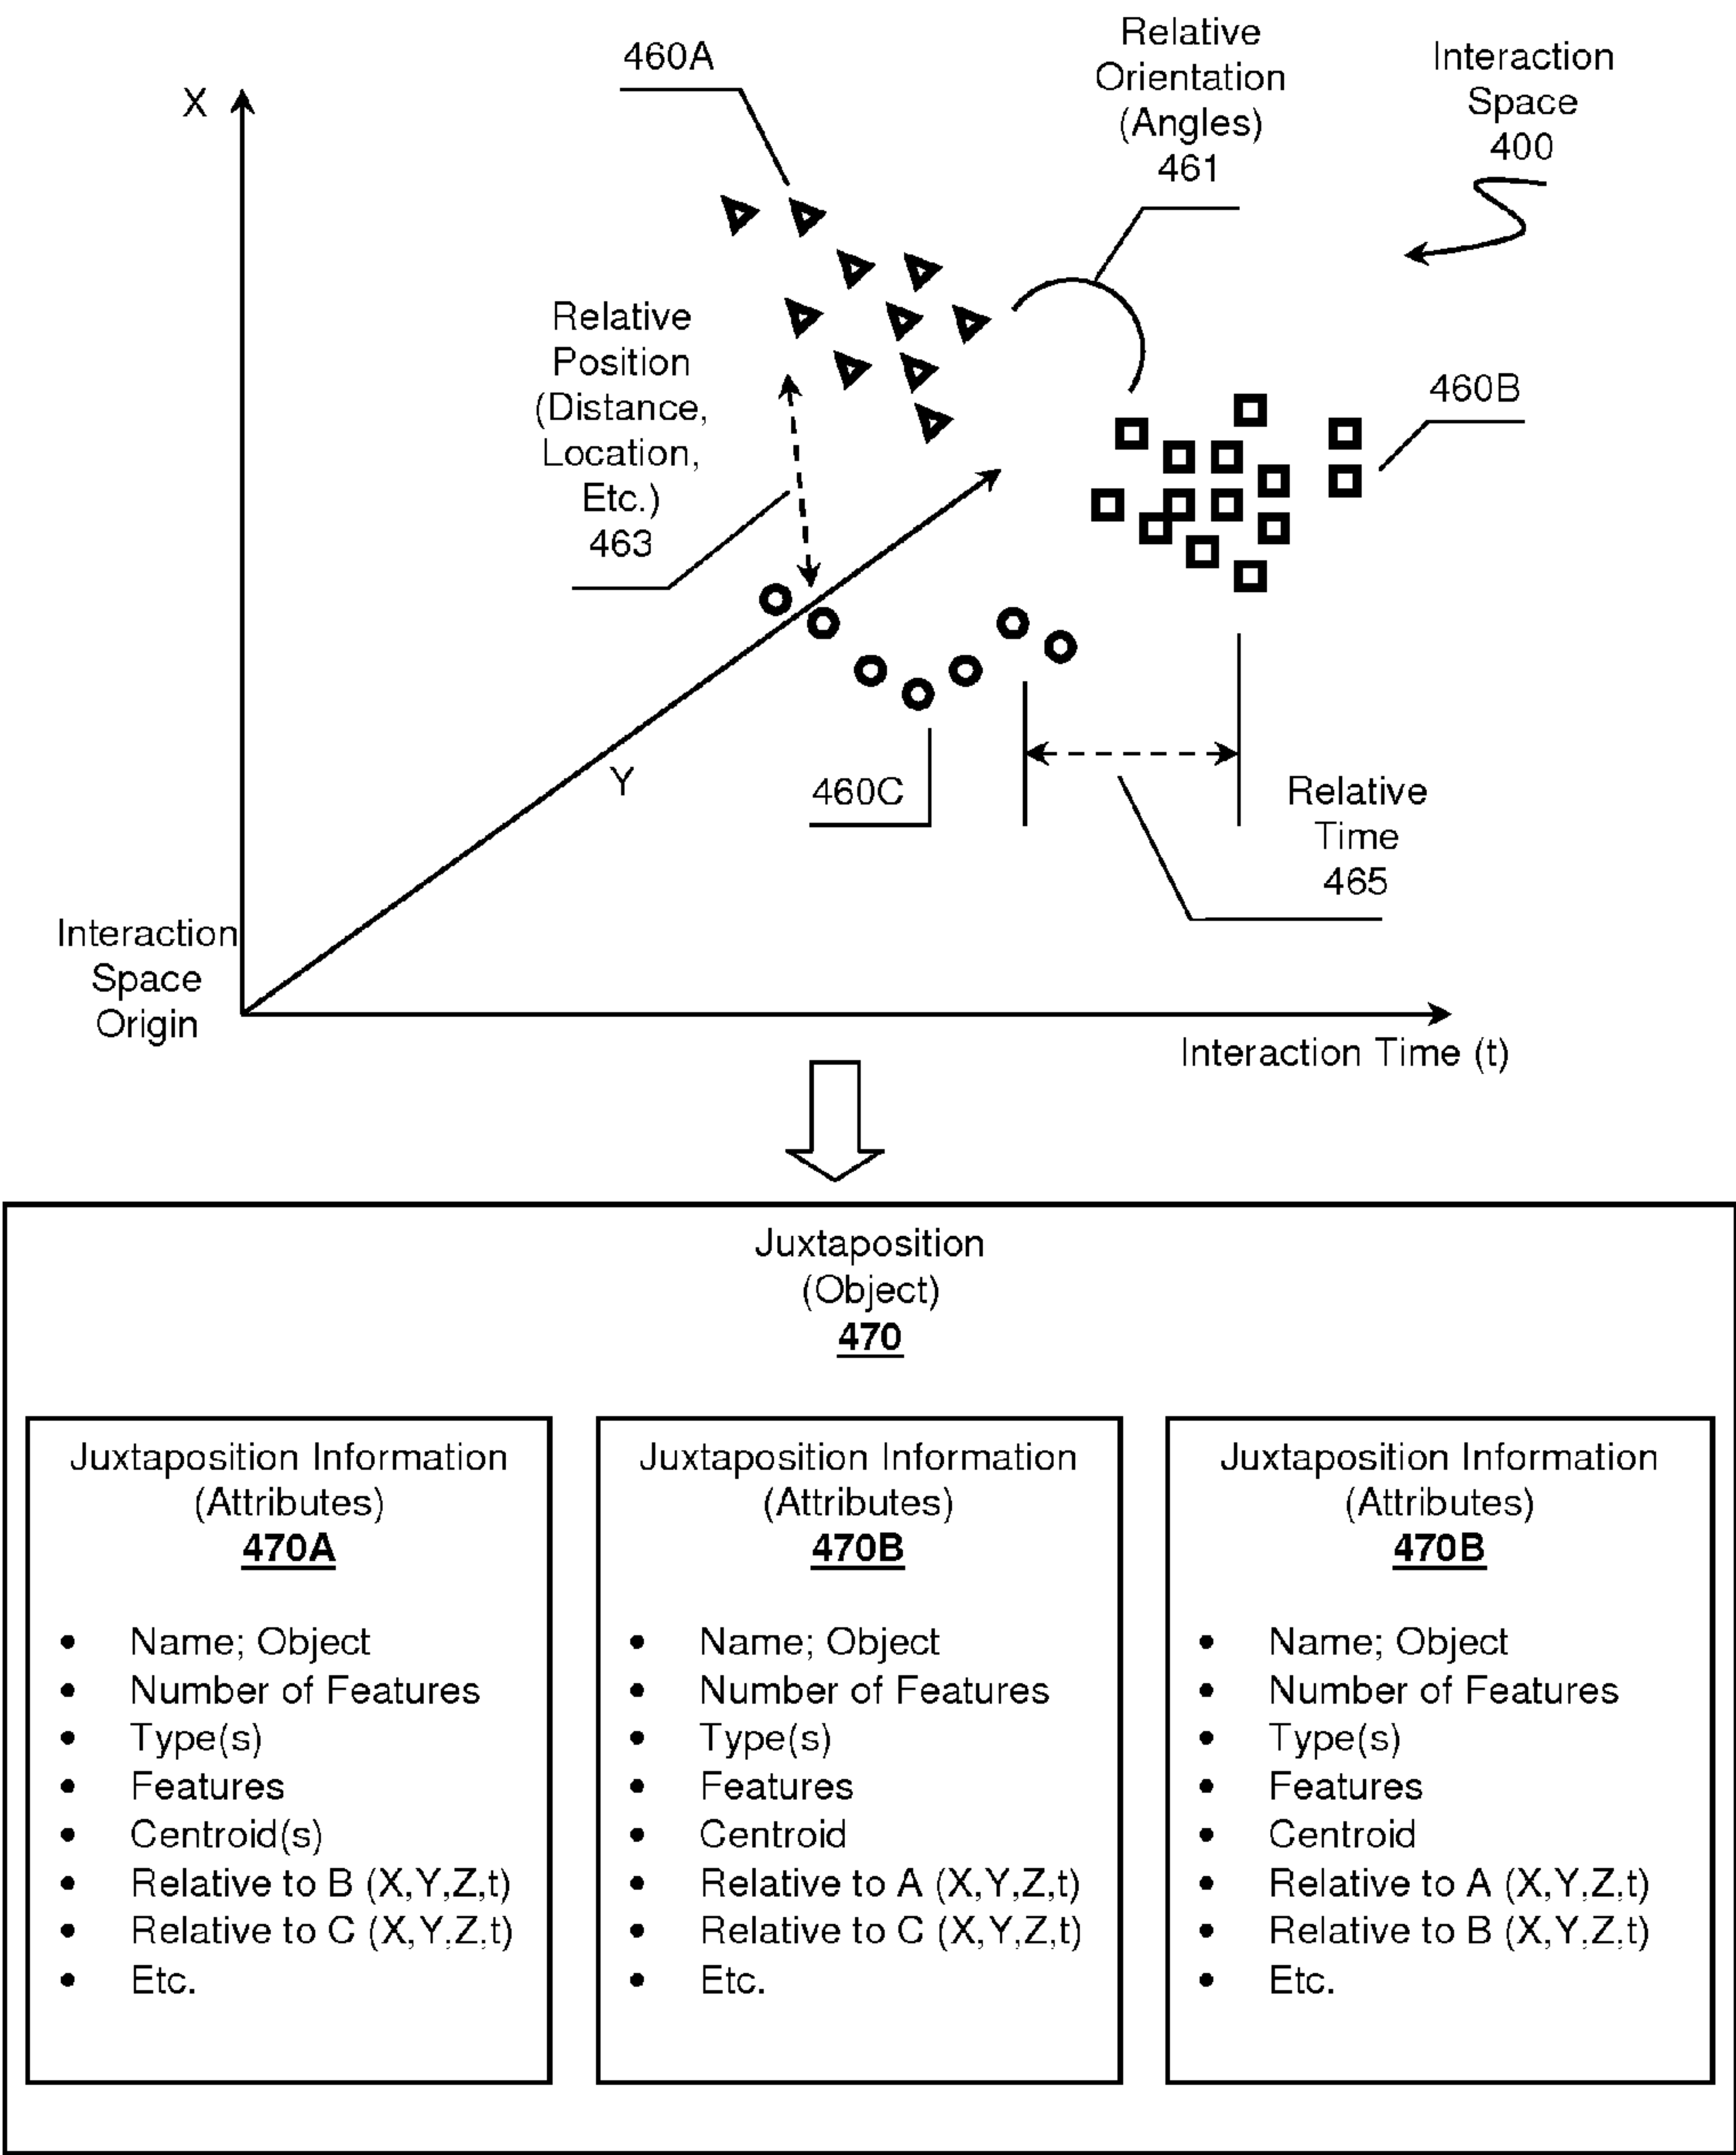 460A
Relative
Orientation
(Angles)
461
Interaction
Space
400
X
Relative
Position
(Distance,
Location,
Etc.)
463
460B
Y
460C
Relative
Time
465
Interaction
Space
Origin
Interaction Time (t)
Juxtaposition
(Object)
470
Juxtaposition Information
(Attributes)
470A
• Name; Object
• Number of Features
• Type(s)
• Features
• Centroid(s)
• Relative to B (X,Y,Z,t)
• Relative to C (X,Y,Z,t)
• Etc.
Juxtaposition Information
(Attributes)
470B
• Name; Object
• Number of Features
• Type(s)
• Features
• Centroid
• Relative to A (X,Y,Z,t)
• Relative to C (X,Y,Z,t)
• Etc.
Juxtaposition Information
(Attributes)
470B
• Name; Object
• Number of Features
• Type(s)
• Features
• Centroid
• Relative to A (X,Y,Z,t)
• Relative to B (X,Y,Z,t)
• Etc.